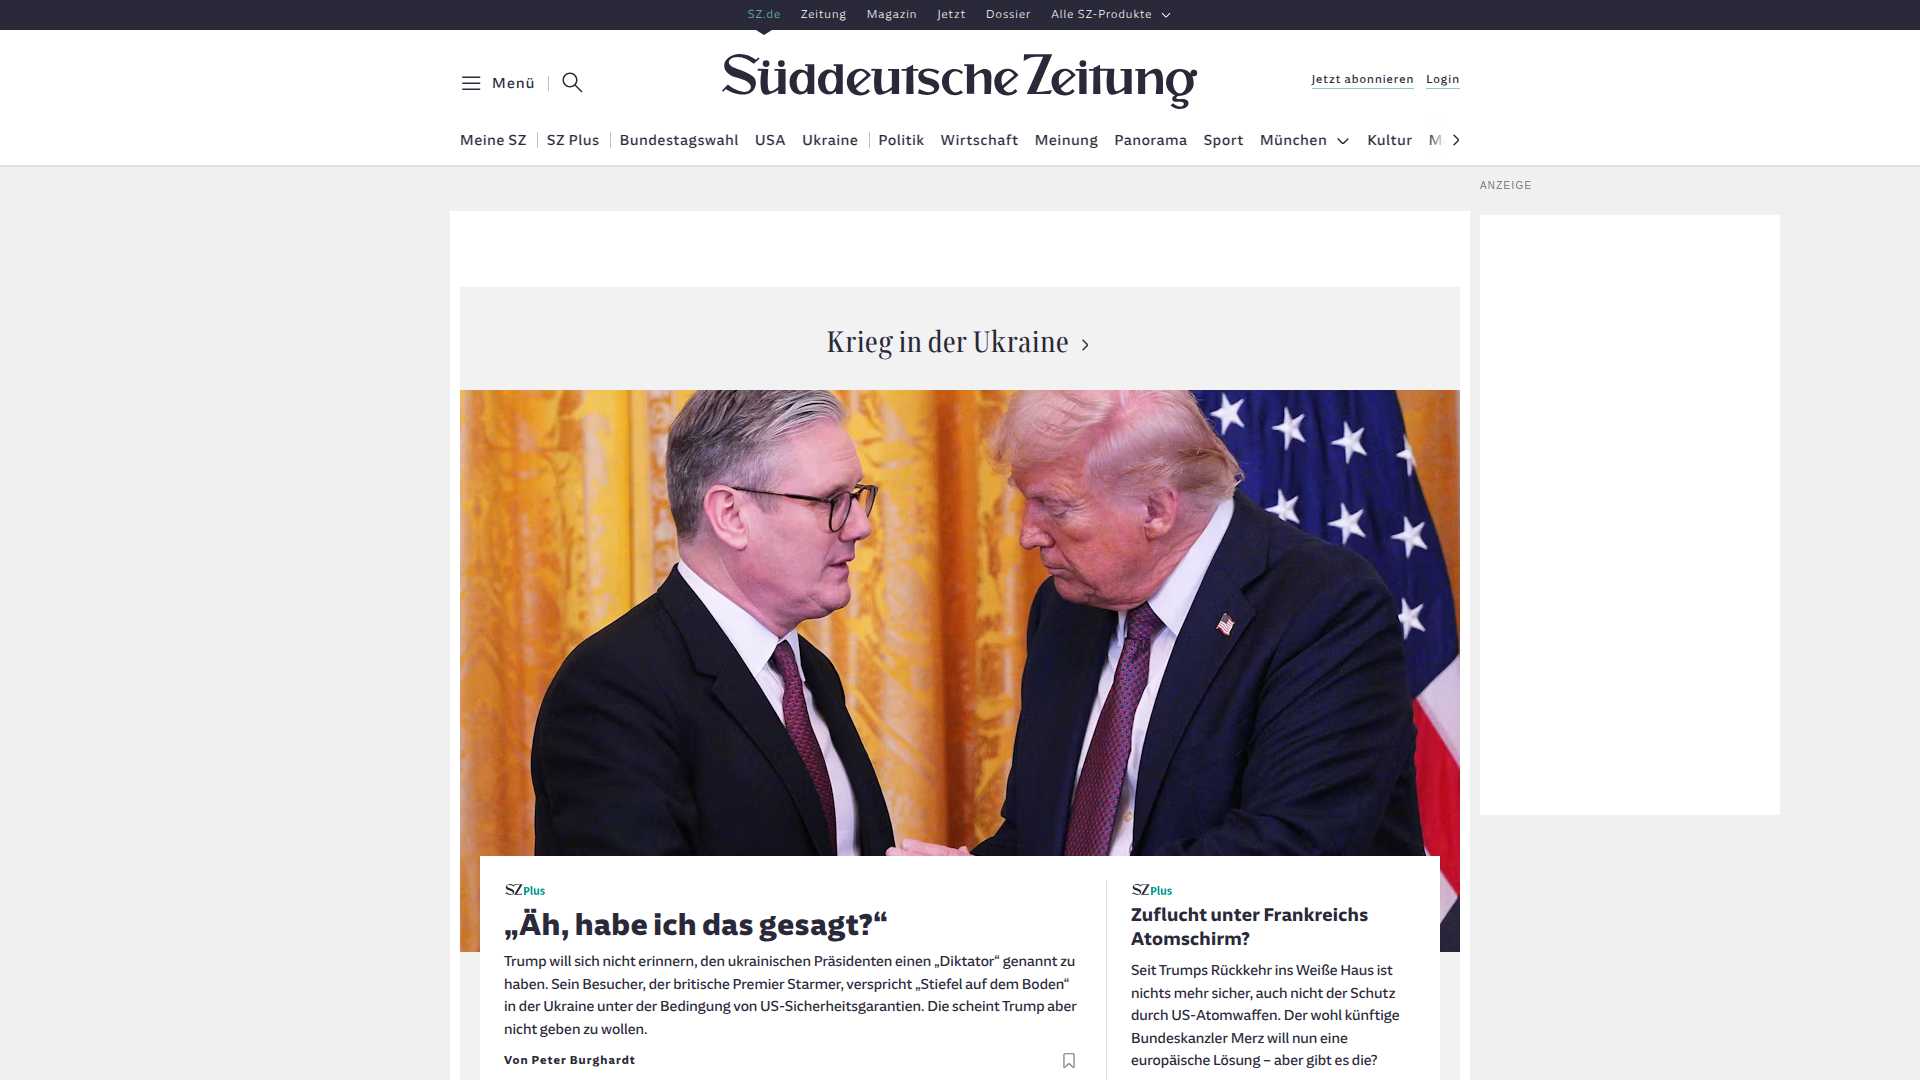 SZ.de Zeitung Magazin Jetzt Dossier Alle SZ-Produkte
Menü
Süddeutsche Zeitung
Jetzt abonnieren Login
Meine SZ SZ Plus Bundestagswahl USA Ukraine Politik Wirtschaft Meinung Panorama Sport München Kultur M
ANZEIGE
Krieg in der Ukraine
SZ Plus
„Äh, habe ich das gesagt?“
Trump will sich nicht erinnern, den ukrainischen Präsidenten einen „Diktator“ genannt zu
haben. Sein Besucher, der britische Premier Starmer, verspricht „Stiefel auf dem Boden“
in der Ukraine unter der Bedingung von US-Sicherheitsgarantien. Die scheint Trump aber
nicht geben zu wollen.
Von Peter Burghardt
SZ Plus
Zuflucht unter Frankreichs
Atomschirm?
Seit Trumps Rückkehr ins Weiße Haus ist
nichts mehr sicher, auch nicht der Schutz
durch US-Atomwaffen. Der wohl künftige
Bundeskanzler Merz will nun eine
europäische Lösung – aber gibt es die?